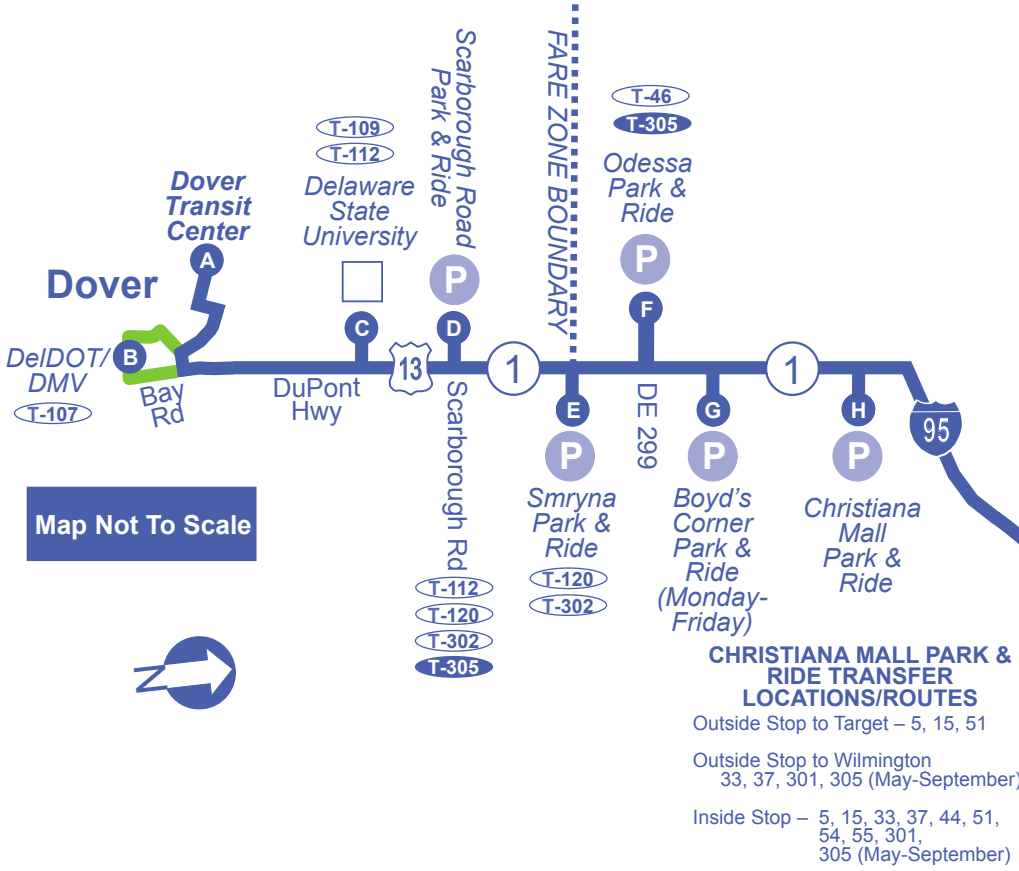 Scarborough Road
Park & Ride
FARE ZONE BOUNDARY
T-46
T-305
Odessa
Park &
Ride
P
F
T-109
T-112
Delaware
State
University
C
P
D
Dover
Transit
Center
A
Dover
DelDOT/
DMV
B
T-107
Bay
Rd
DuPont
Hwy
13
1
1
95
Scarborough Rd
T-112
T-120
T-302
T-305
E
P
Smryna
Park &
Ride
T-120
T-302
DE 299
G
P
Boyd's
Corner
Park &
Ride
(Monday-
Friday)
H
P
Christiana
Mall
Park &
Ride
Map Not To Scale
N
CHRISTIANA MALL PARK &
RIDE TRANSFER
LOCATIONS/ROUTES
Outside Stop to Target – 5, 15, 51
Outside Stop to Wilmington
33, 37, 301, 305 (May-September)
Inside Stop – 5, 15, 33, 37, 44, 51,
54, 55, 301,
305 (May-September)